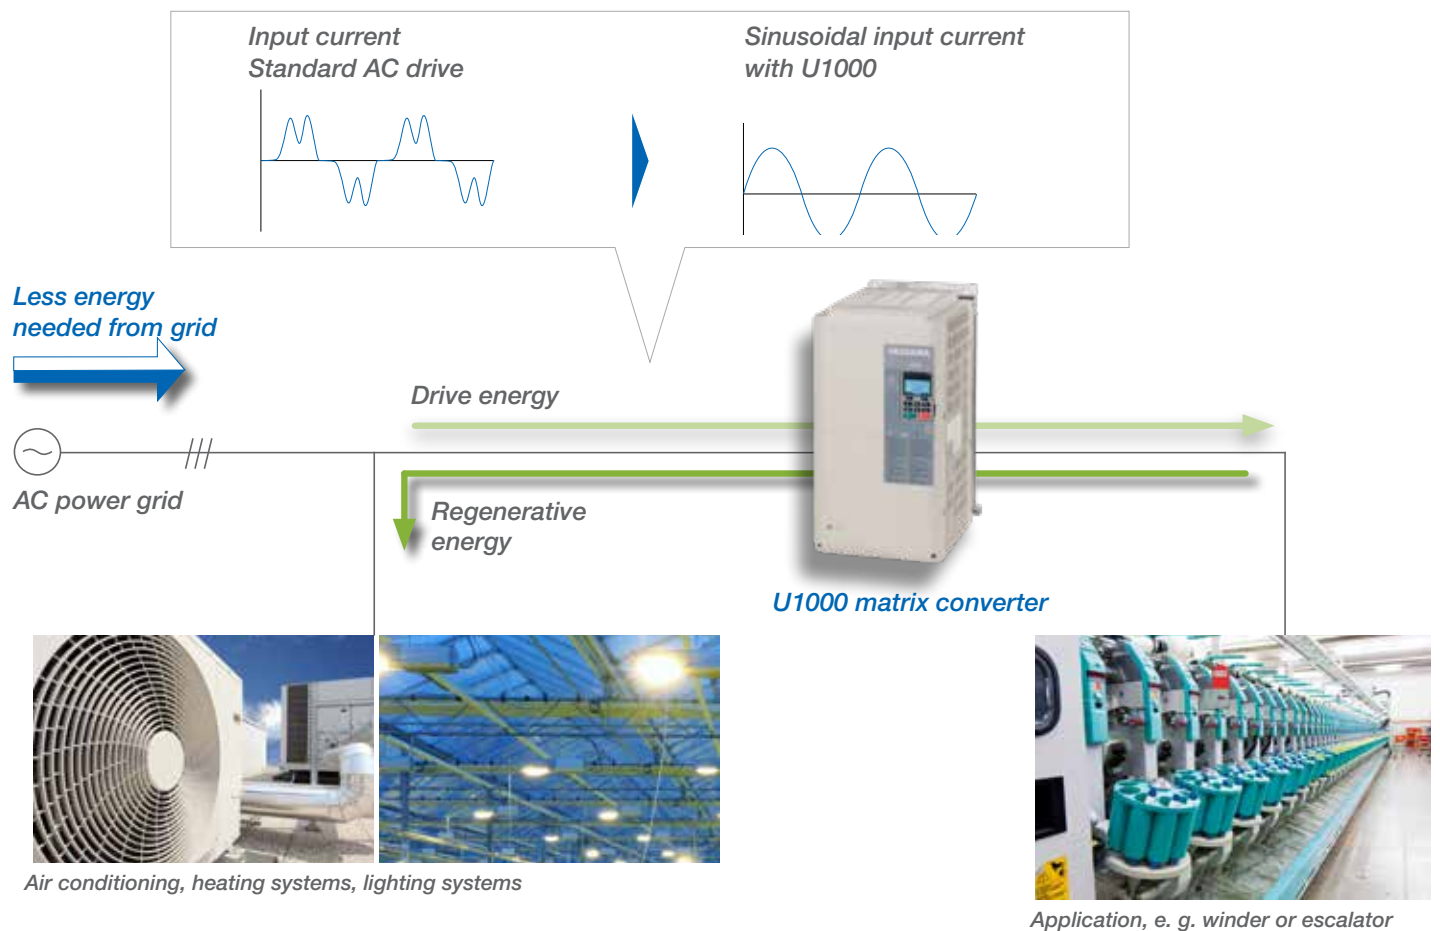 Input current
Standard AC drive
Sinusoidal input current
with U1000
Less energy
needed from grid
Drive energy
AC power grid
Regenerative
energy
U1000 matrix converter
Air conditioning, heating systems, lighting systems
Application, e. g. winder or escalator